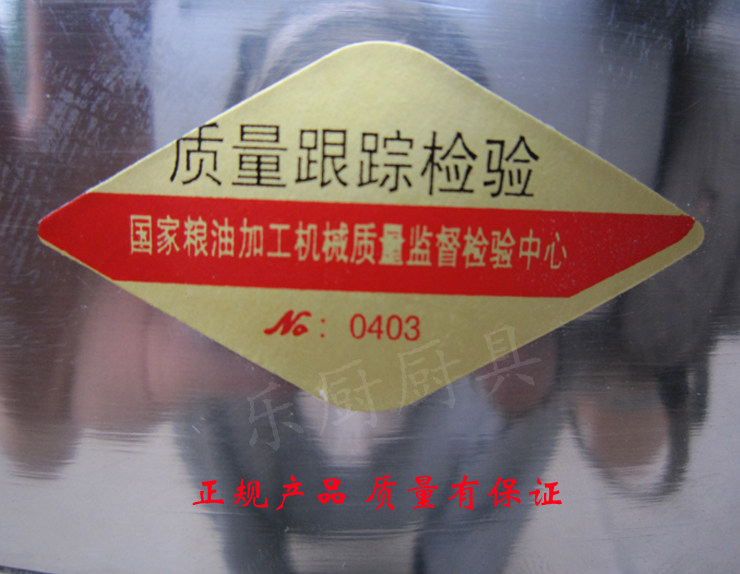 质量跟踪检验
国家粮油加工机械质量监督检验中心
No: 0403
乐厨厨具
正规产品 质量有保证